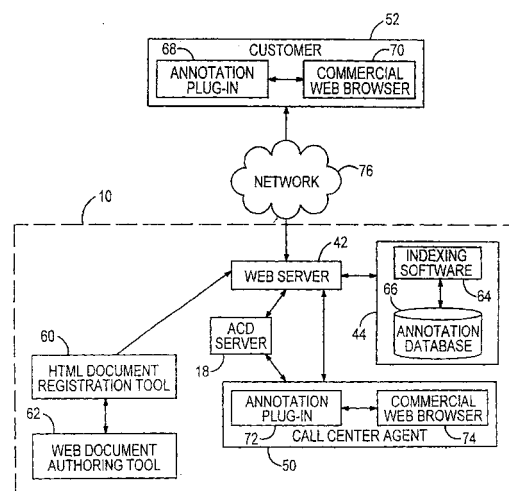 52
CUSTOMER
68
70
ANNOTATION
PLUG-IN
COMMERCIAL
WEB BROWSER
NETWORK
76
10
42
WEB SERVER
INDEXING
SOFTWARE
66
64
44
ANNOTATION
DATABASE
ACD
SERVER
18
60
HTML DOCUMENT
REGISTRATION TOOL
62
WEB DOCUMENT
AUTHORING TOOL
ANNOTATION
PLUG-IN
COMMERCIAL
WEB BROWSER
72
CALL CENTER AGENT
74
50